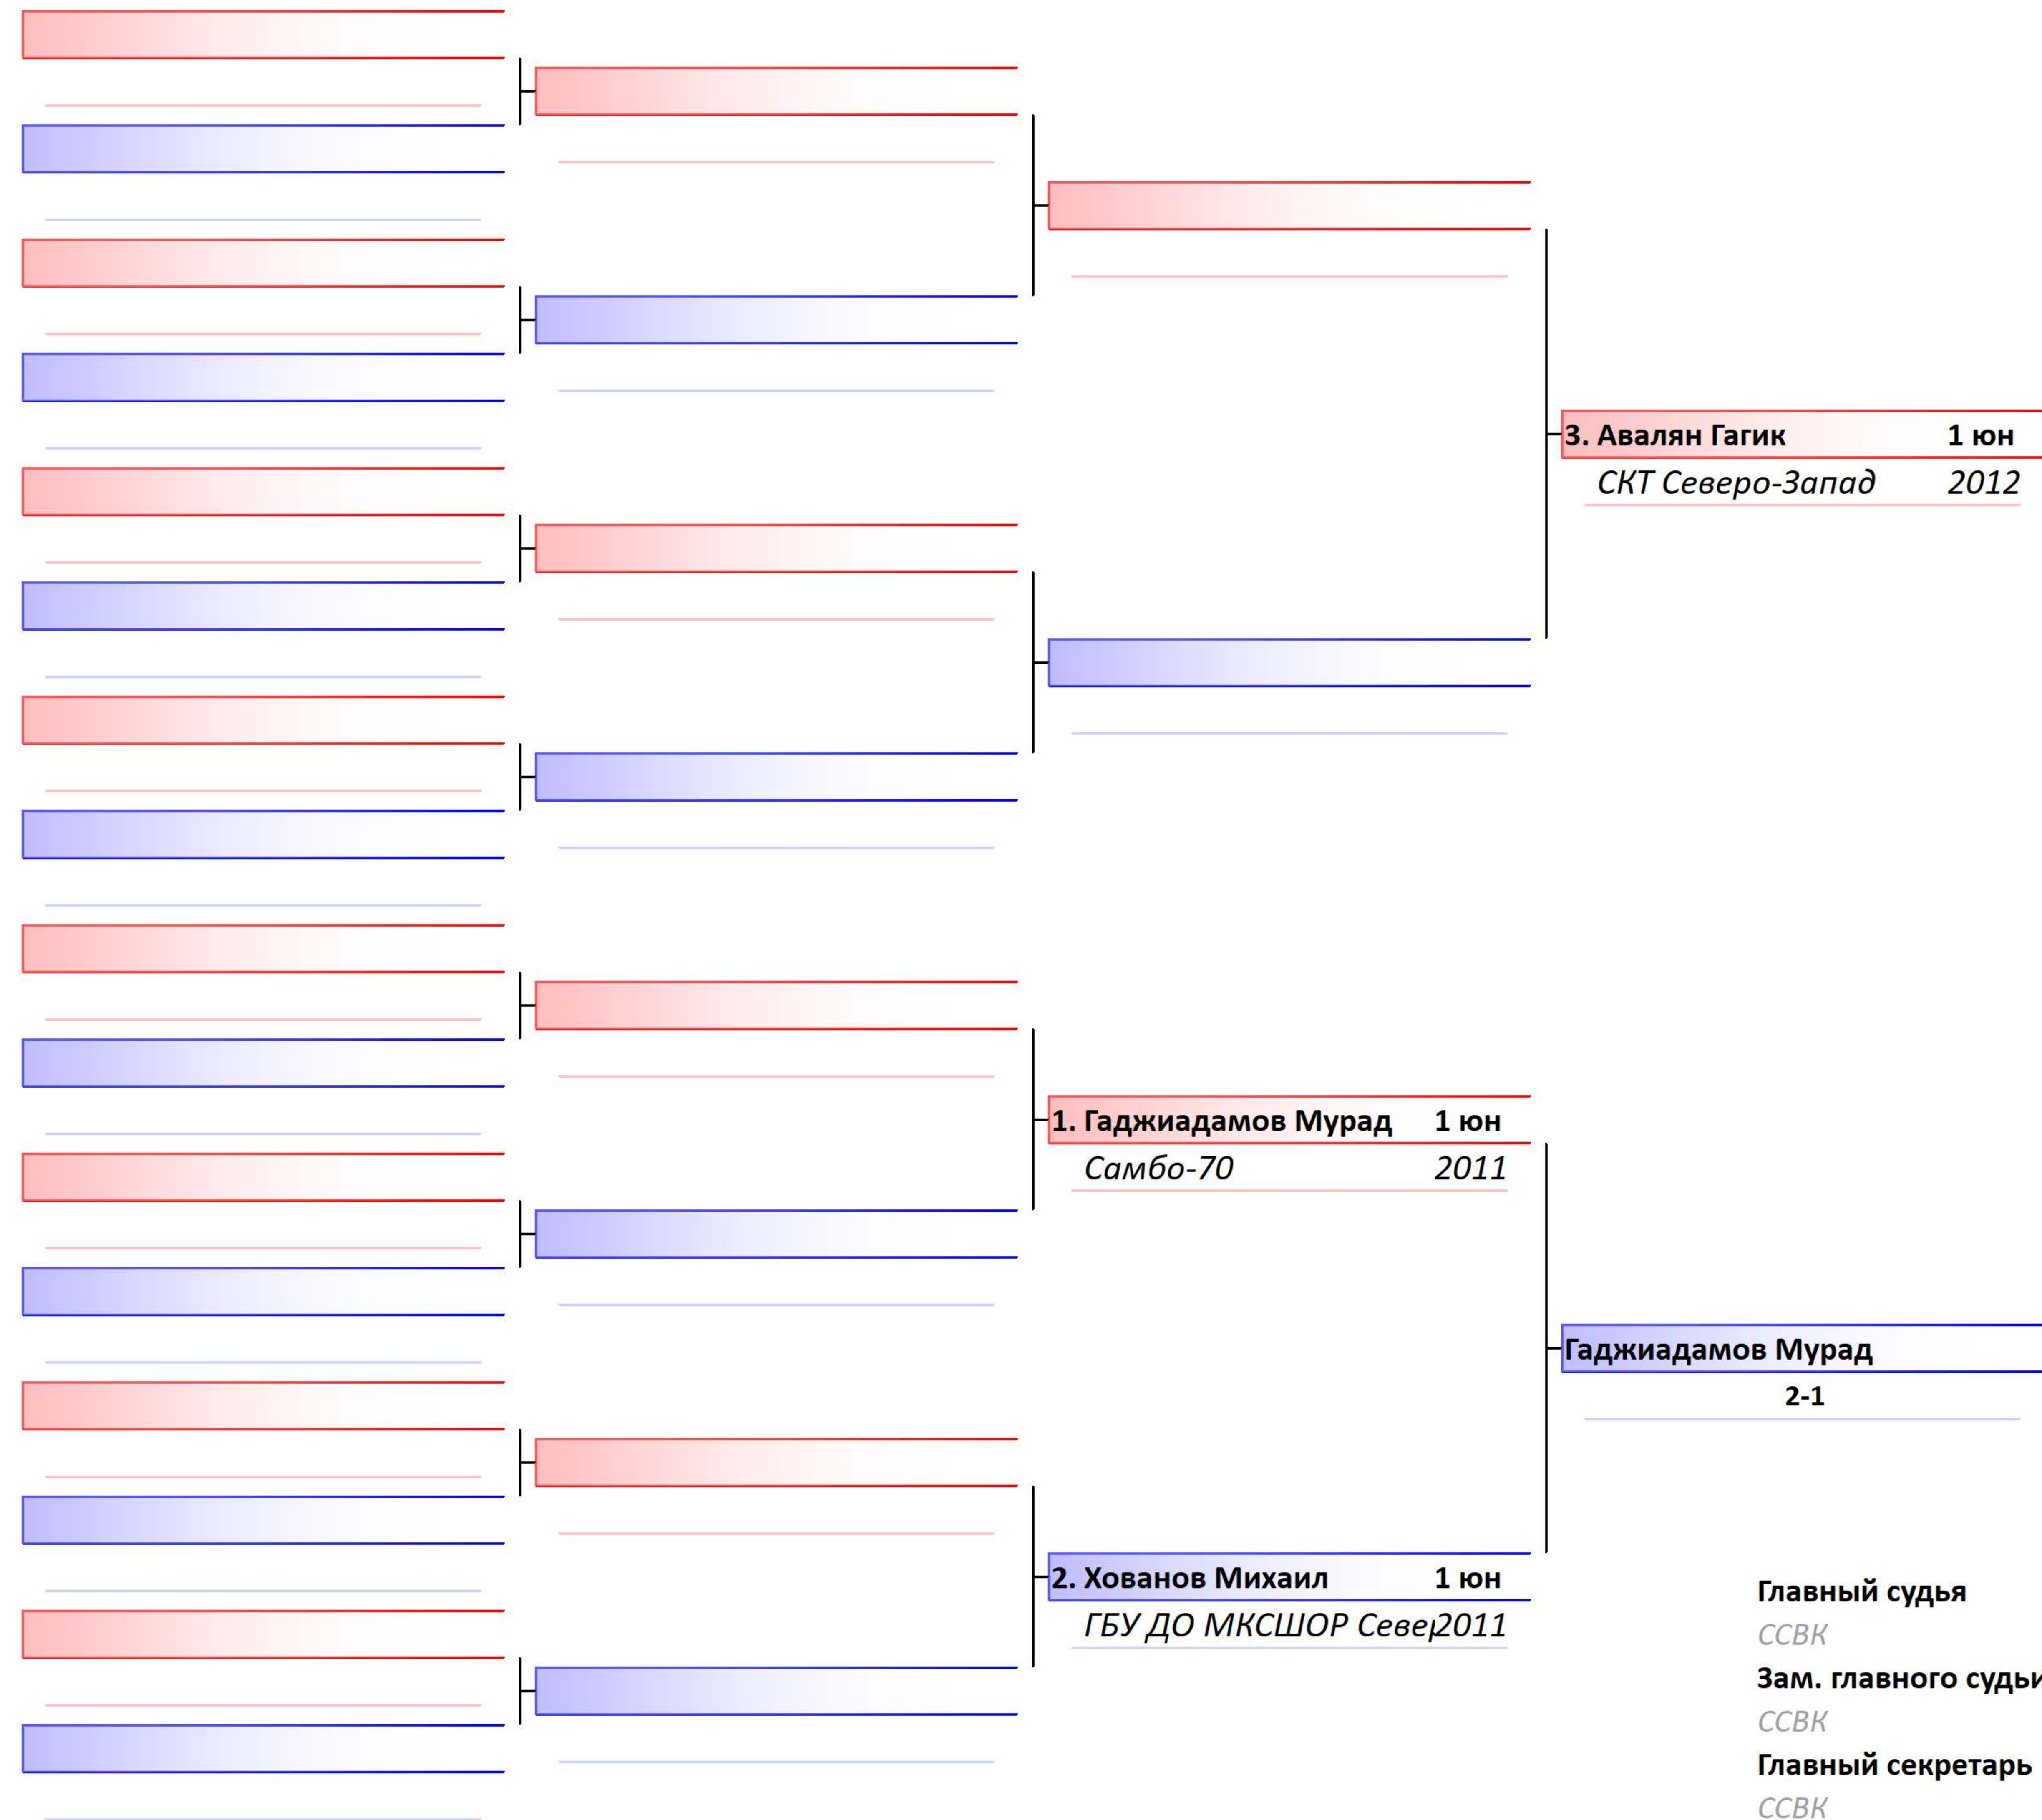 3. Авалян Гагик 1 юн
СКТ Северо-Запад 2012
1. Гаджиадамов Мурад 1 юн
Самбо-70 2011
Гаджиадамов Мурад
2-1
2. Хованов Михаил 1 юн
ГБУ ДО МКСШОР Север 2011
Главный судья
ССВК
Зам. главного судьи
ССВК
Главный секретарь
ССВК